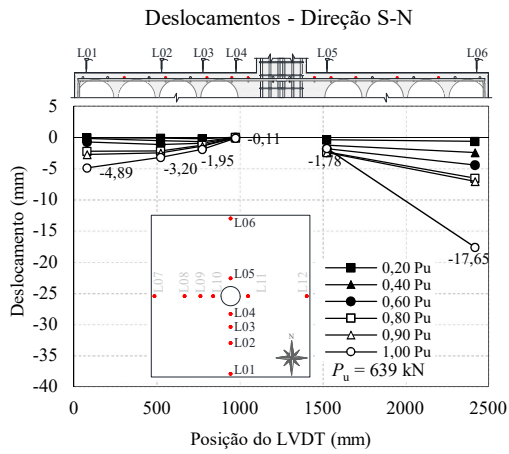 Deslocamentos - Direção S-N
L01 L02 L03 L04 L05 L06
5
0
-5
-10
-15
-20
-25
-30
-35
-40
Deslocamento (mm)
-4,89
-3,20
-1,95
-0,11
-1,78
-17,65
L06
L05
L07
L08
L09
L10
L11
L12
L04
L03
L02
L01
N
0,20 Pu
0,40 Pu
0,60 Pu
0,80 Pu
0,90 Pu
1,00 Pu
Pu = 639 kN
0 500 1000 1500 2000 2500
Posição do LVDT (mm)